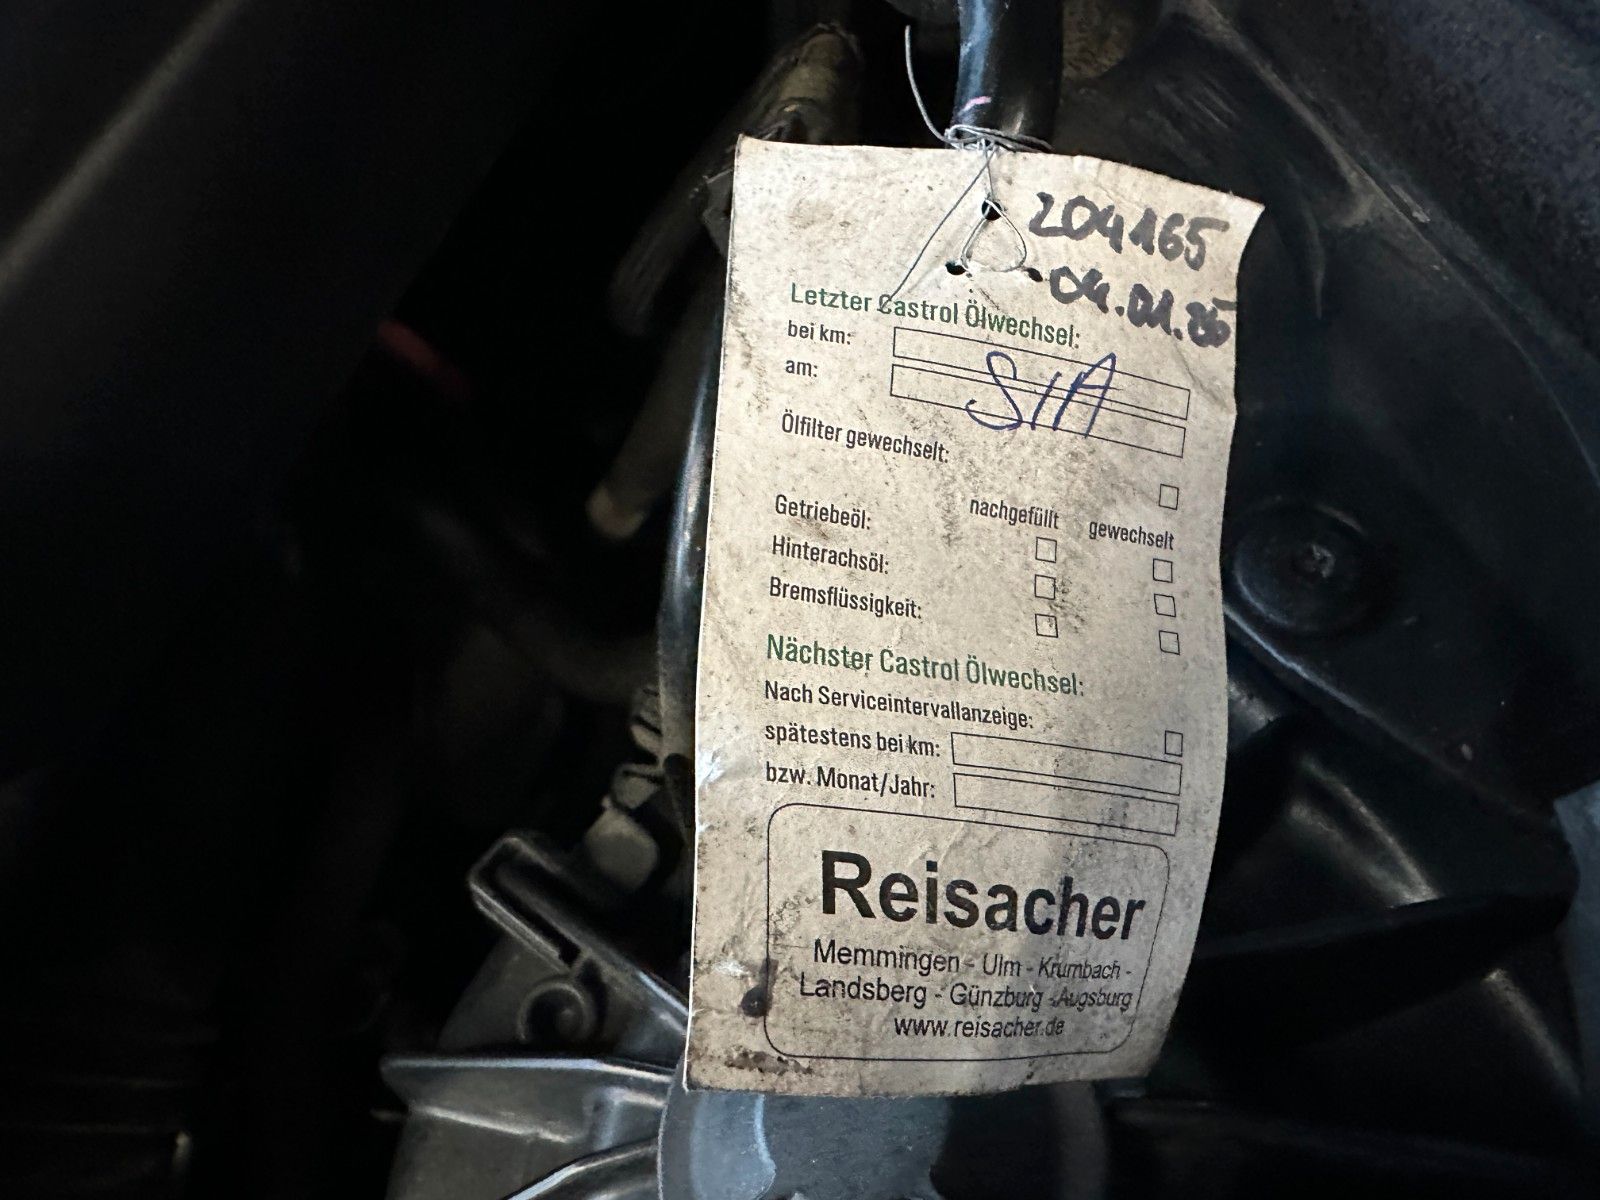 204165
04.01.25
Letzter Castrol Ölwechsel:
bei km:
am:
SIA
Ölfilter gewechselt:
nachgefüllt gewechselt
Getriebeöl:
Hinterachsöl:
Bremsflüssigkeit:
Nächster Castrol Ölwechsel:
Nach Serviceintervallanzeige:
spätestens bei km:
bzw. Monat/Jahr:
Reisacher
Memmingen - Ulm - Krumbach -
Landsberg - Günzburg - Augsburg
www.reisacher.de